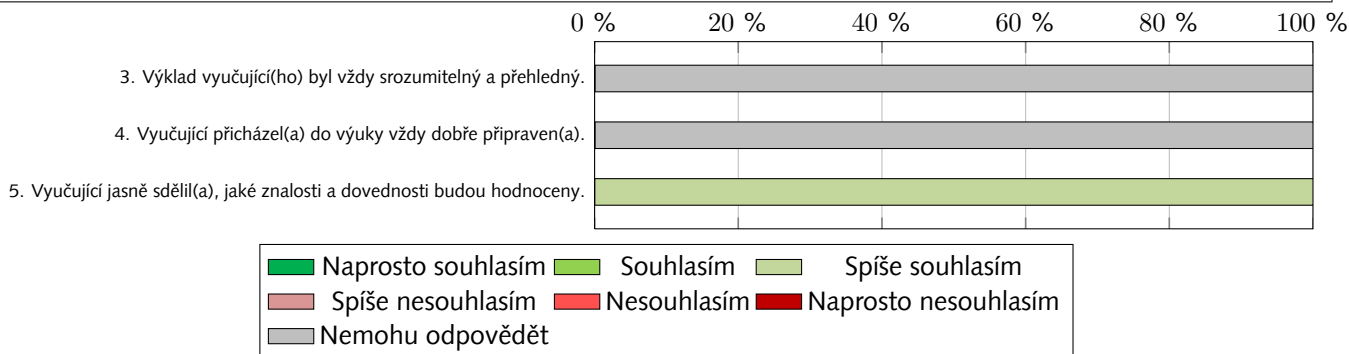 0 % 20 % 40 % 60 % 80 % 100 %
3. Výklad vyučující(ho) byl vždy srozumitelný a přehledný.
4. Vyučující přicházel(a) do výuky vždy dobře připraven(a).
5. Vyučující jasně sdělil(a), jaké znalosti a dovednosti budou hodnoceny.
Naprosto souhlasím Souhlasím Spíše souhlasím
Spíše nesouhlasím Nesouhlasím Naprosto nesouhlasím
Nemohu odpovědět